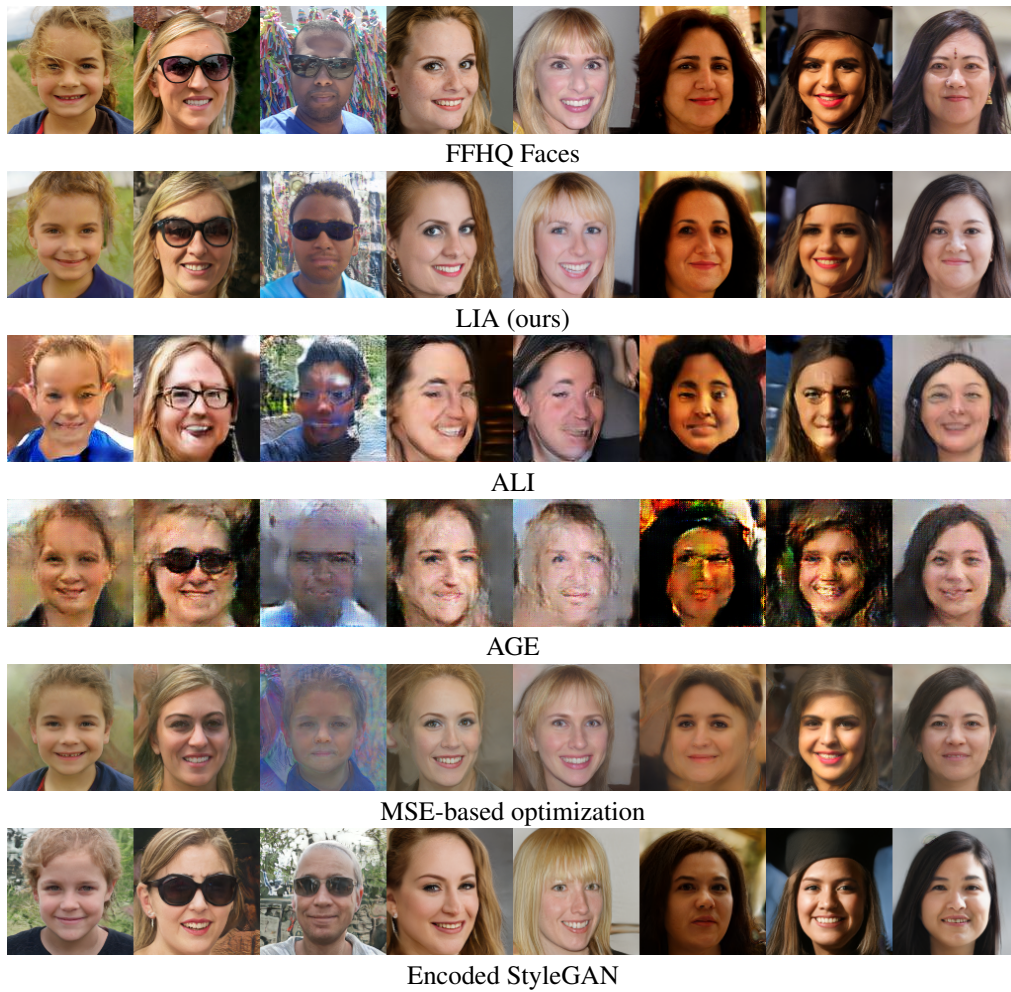 FFHQ Faces
LIA (ours)
ALI
AGE
MSE-based optimization
Encoded StyleGAN